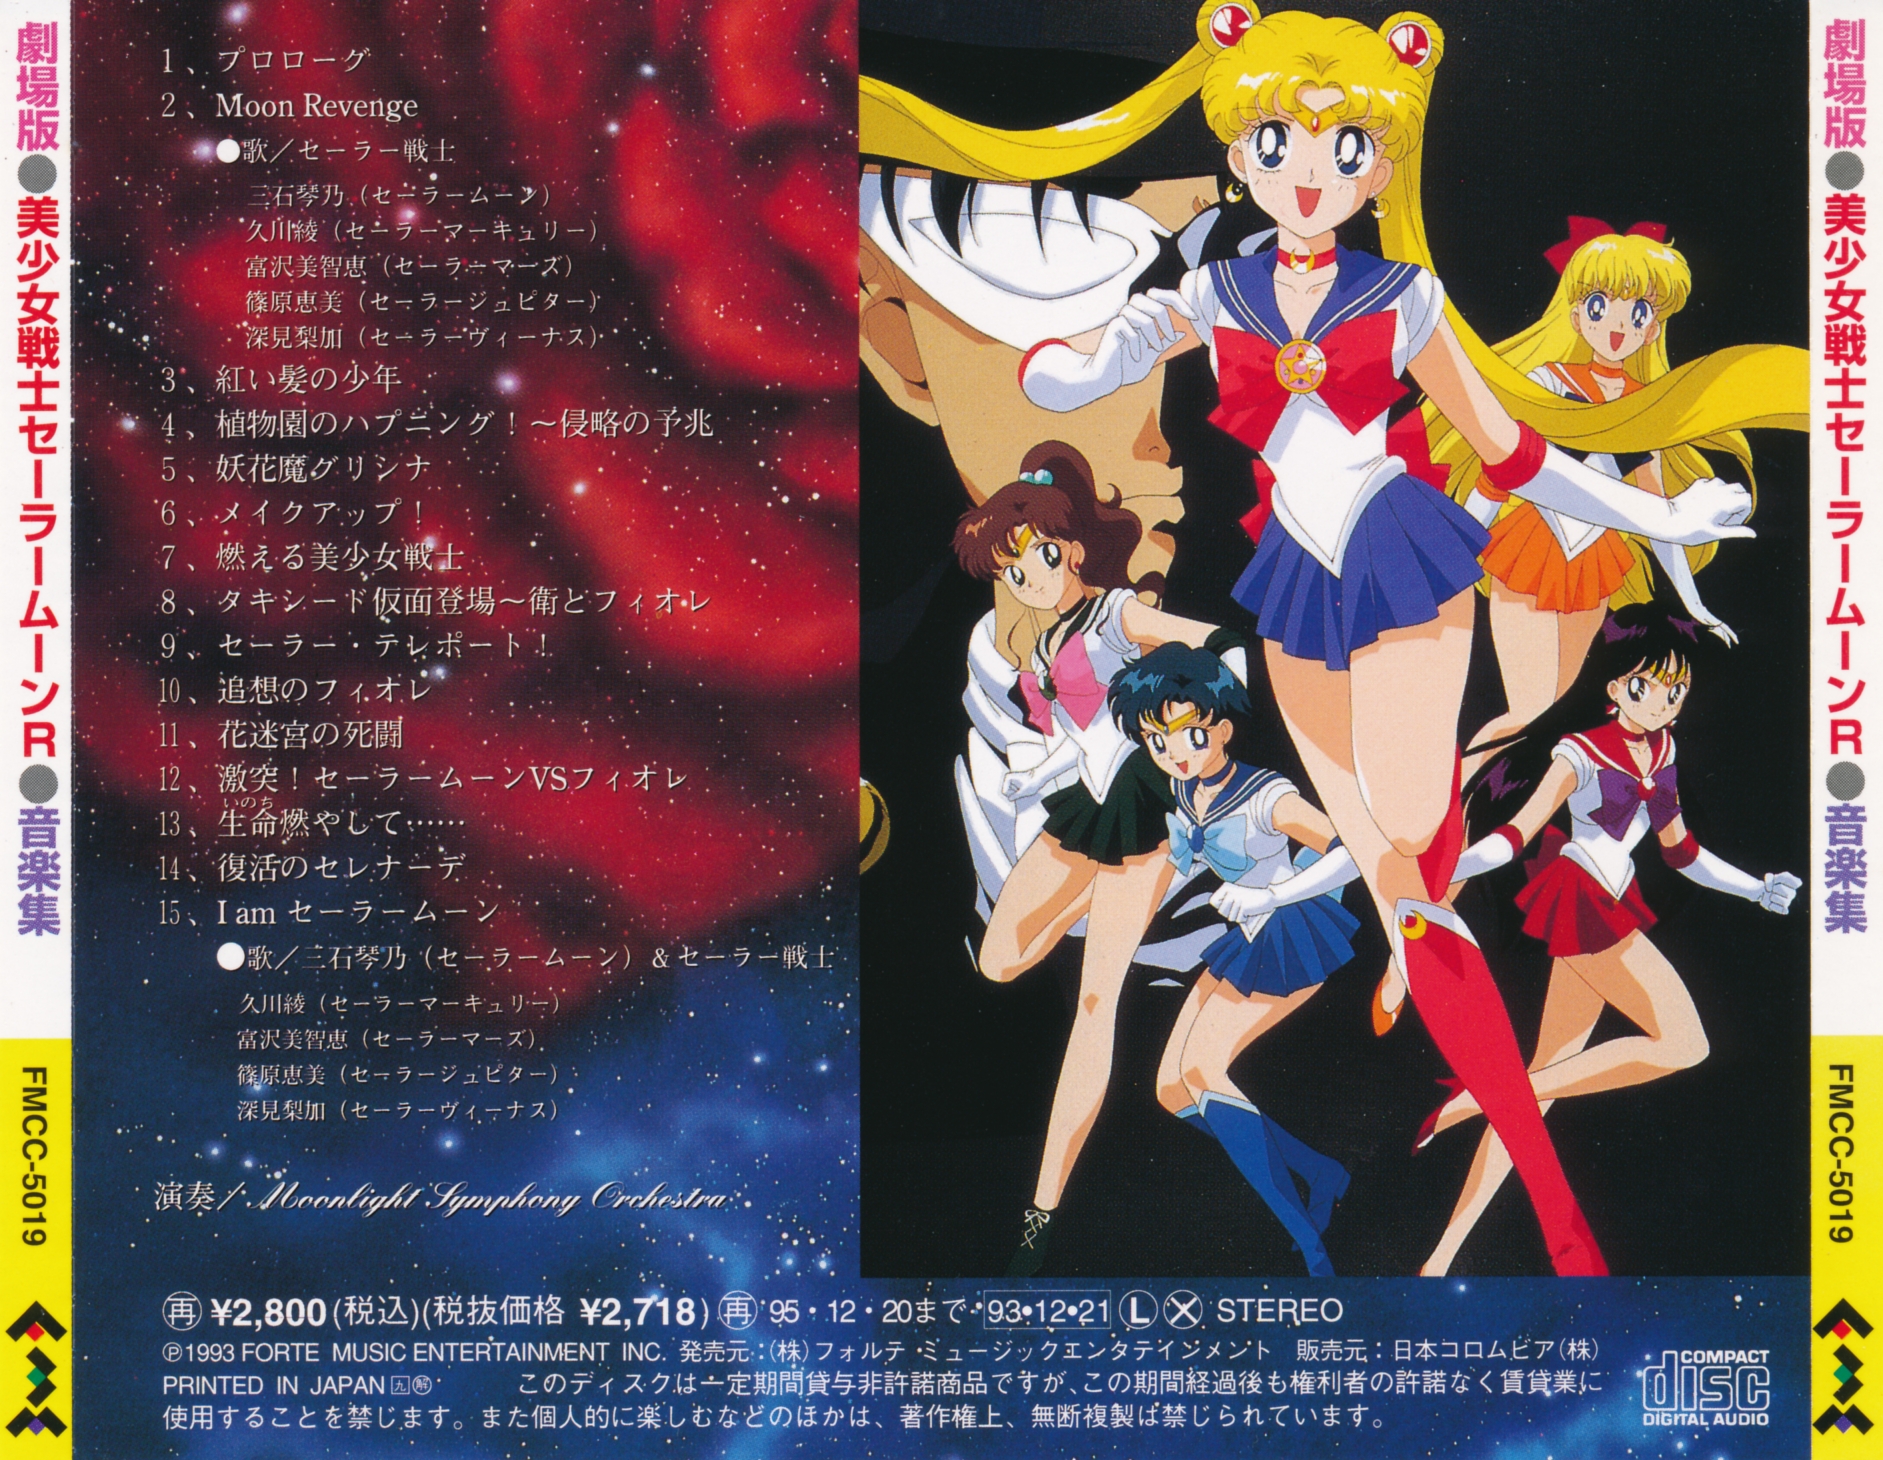 劇場版●美少女戦士セーラームーンR●音楽集
FMCC-5019
1、プロローグ
2、Moon Revenge
●歌／セーラー戦士
三石琴乃（セーラームーン）
久川綾（セーラーマーキュリー）
富沢美智恵（セーラーマーズ）
篠原恵美（セーラージュピター）
深見梨加（セーラーヴィーナス）
3、紅い髪の少年
4、植物園のハプニング！～侵略の予兆
5、妖花魔グリシナ
6、メイクアップ！
7、燃える美少女戦士
8、タキシード仮面登場～衛とフィオレ
9、セーラー・テレポート！
10、追想のフィオレ
11、花迷宮の死闘
12、激突！セーラームーンVSフィオレ
いのち
13、生命燃やして……
14、復活のセレナーデ
15、I am セーラームーン
●歌／三石琴乃（セーラームーン）＆セーラー戦士
久川綾（セーラーマーキュリー）
富沢美智恵（セーラーマーズ）
篠原恵美（セーラージュピター）
深見梨加（セーラーヴィーナス）
演奏／Moonlight Symphony Orchestra
㊢再 ¥2,800(税込)(税抜価格 ¥2,718) 再 '95・12・20まで・93•12•21 Ⓛ Ⓧ STEREO
Ⓟ1993 FORTE MUSIC ENTERTAINMENT INC. 発売元：(株)フォルテ・ミュージックエンタテインメント 販売元：日本コロムビア(株)
PRINTED IN JAPAN 九 解 このディスクは一定期間貸与非許諾商品ですが、この期間経過後も権利者の許諾なく賃貸業に
使用することを禁じます。また個人的に楽しむなどのほかは、著作権上、無断複製は禁じられています。
COMPACT
disc
DIGITAL AUDIO
劇場版●美少女戦士セーラームーンR●音楽集
FMCC-5019